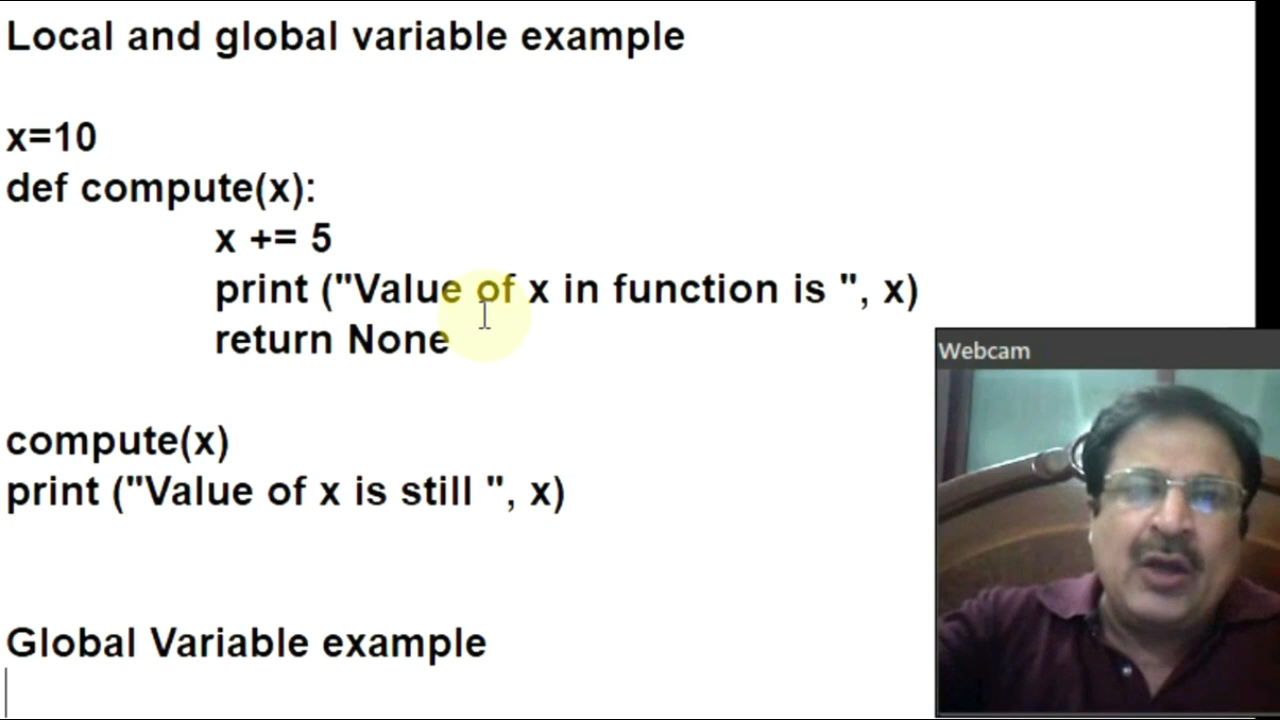 Local and global variable example
x=10
def compute(x):
x += 5
print ("Value of x in function is ", x)
return None
compute(x)
print ("Value of x is still ", x)
Webcam
Global Variable example